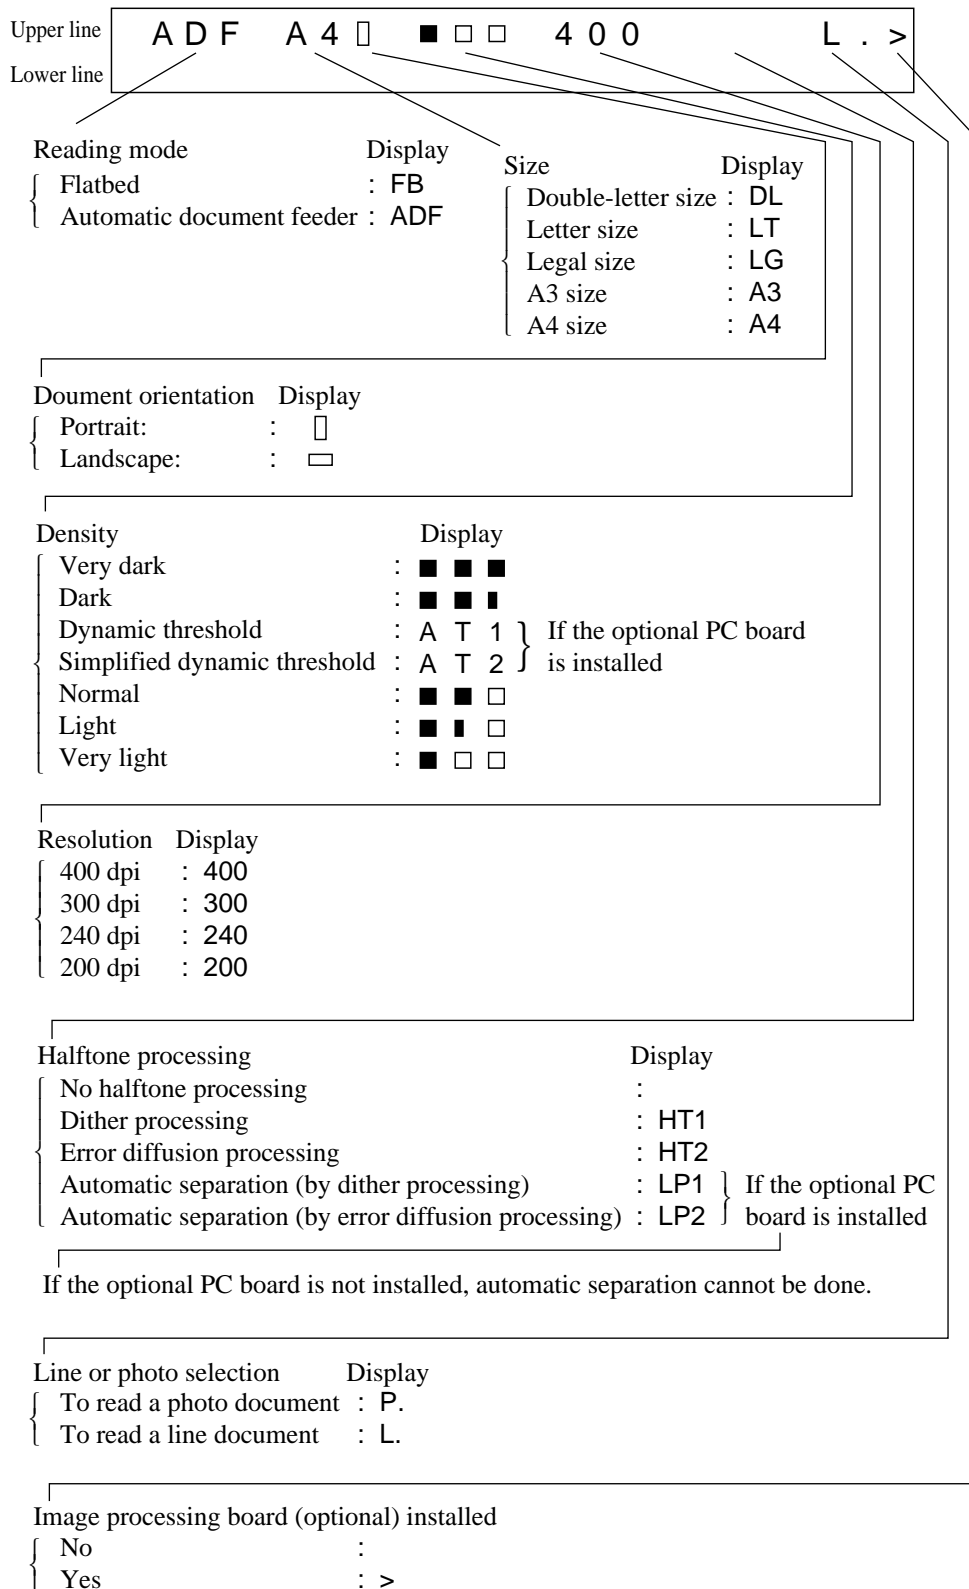 Upper line ADF A4▯ ■□□ 400 L.>
Lower line
Reading mode Display
Flatbed : FB
Automatic document feeder : ADF
Size Display
Double-letter size : DL
Letter size : LT
Legal size : LG
A3 size : A3
A4 size : A4
Doument orientation Display
Portrait: : ▯
Landscape: : ▭
Density Display
Very dark : ■ ■ ■
Dark : ■ ■ ▮
Dynamic threshold : A T 1
Simplified dynamic threshold : A T 2
If the optional PC board
is installed
Normal : ■ ■ □
Light : ■ ▮ □
Very light : ■ □ □
Resolution Display
400 dpi : 400
300 dpi : 300
240 dpi : 240
200 dpi : 200
Halftone processing Display
No halftone processing :
Dither processing : HT1
Error diffusion processing : HT2
Automatic separation (by dither processing) : LP1
Automatic separation (by error diffusion processing) : LP2
If the optional PC
board is installed
If the optional PC board is not installed, automatic separation cannot be done.
Line or photo selection Display
To read a photo document : P.
To read a line document : L.
Image processing board (optional) installed
No :
Yes : >